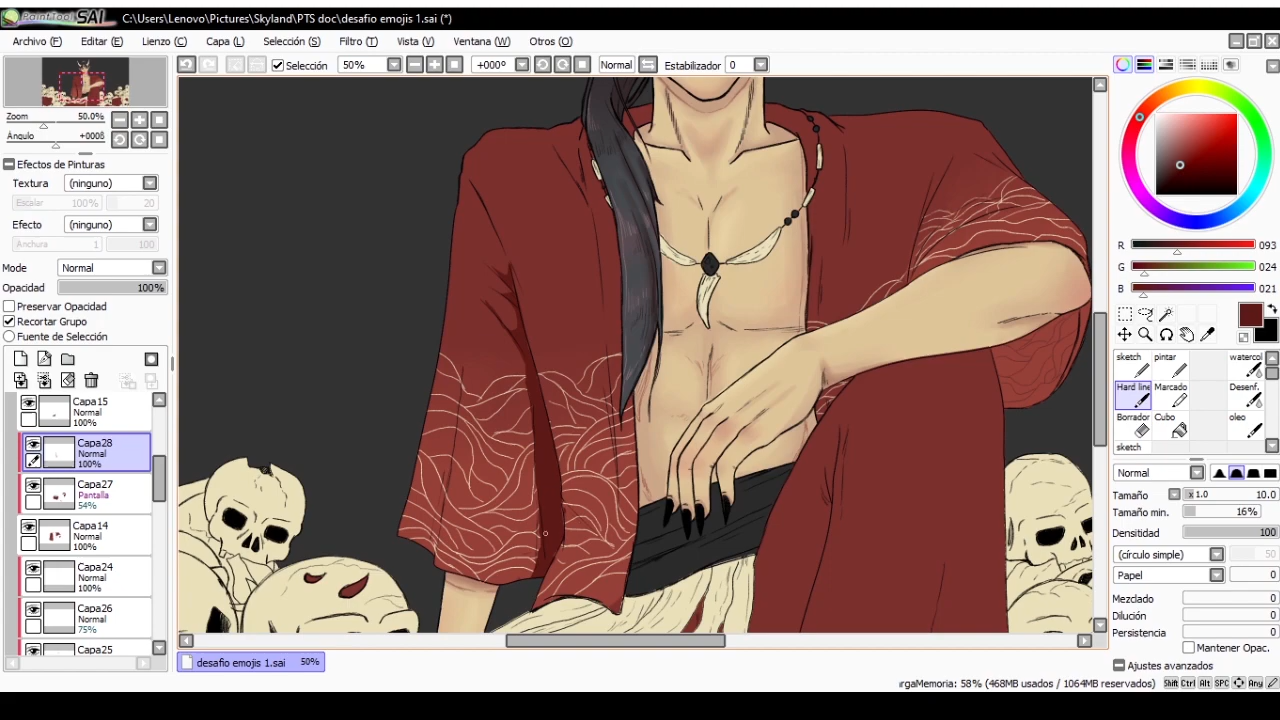 PaintTool SAI C:\Users\Lenovo\Pictures\Skyland\PTS doc\desafio emojis 1.sai (*)
Archivo (F) Editar (E) Lienzo (C) Capa (L) Selección (S) Filtro (T) Vista (V) Ventana (W) Otros (O)
Selección 50% +000º Normal Estabilizador 0
Zoom 50.0%
Ángulo +000ß
Efectos de Pinturas
Textura (ninguno)
Escalar 100% 20
Efecto (ninguno)
Anchura 1 100
Mode Normal
Opacidad 100%
Preservar Opacidad
Recortar Grupo
Fuente de Selección
Capa15
Normal
100%
Capa28
Normal
100%
Capa27
Pantalla
54%
Capa14
Normal
100%
Capa24
Normal
100%
Capa26
Normal
75%
Capa25
R 093
G 024
B 021
sketch pintar watercol
Hard line Marcado Desenf.
Borrador Cubo oleo
sketch
Normal
Tamaño x 1.0 10.0
Tamaño min. 16%
Densitidad 100
(círculo simple) 50
Papel 0
Mezclado 0
Dilución 0
Persistencia 0
Mantener Opac.
Ajustes avanzados
desafio emojis 1.sai 50%
rgaMemoria: 58% (468MB usados / 1064MB reservados) Shift Ctrl Alt SPC Any